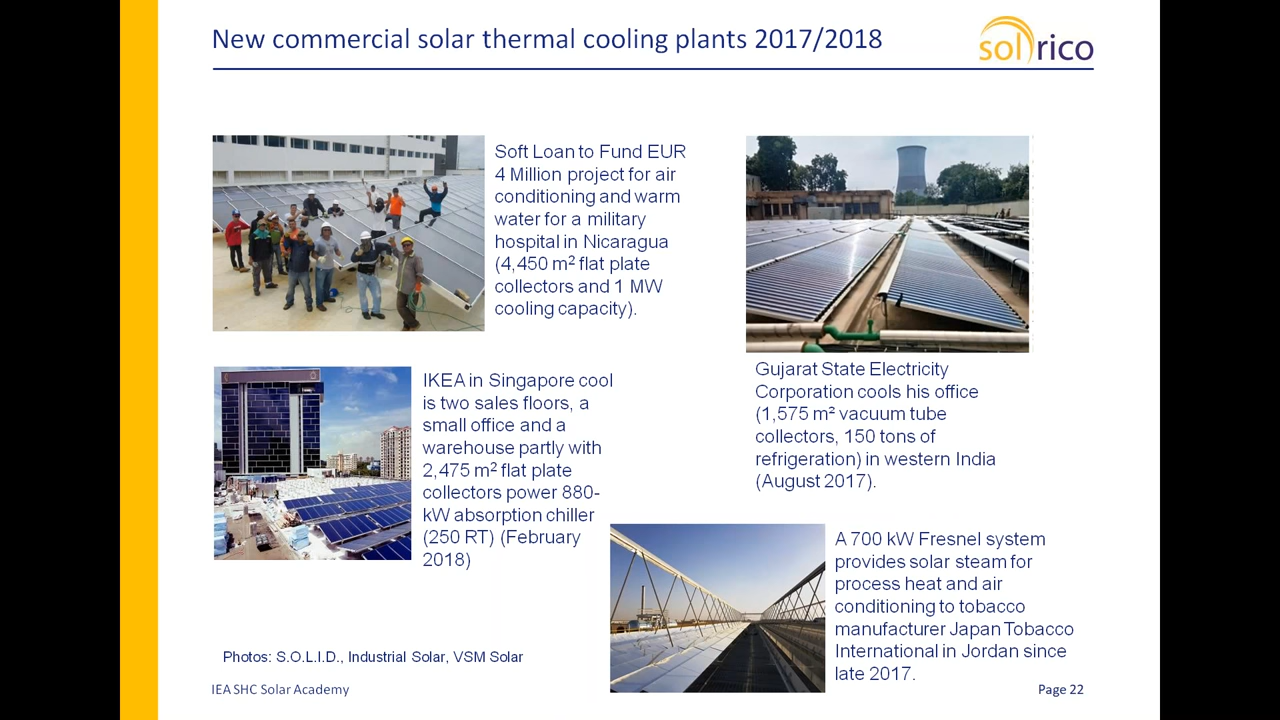 New commercial solar thermal cooling plants 2017/2018
solrico
Soft Loan to Fund EUR
4 Million project for air
conditioning and warm
water for a military
hospital in Nicaragua
(4,450 m² flat plate
collectors and 1 MW
cooling capacity).
Gujarat State Electricity
Corporation cools his office
(1,575 m² vacuum tube
collectors, 150 tons of
refrigeration) in western India
(August 2017).
IKEA in Singapore cool
is two sales floors, a
small office and a
warehouse partly with
2,475 m² flat plate
collectors power 880-
kW absorption chiller
(250 RT) (February
2018)
A 700 kW Fresnel system
provides solar steam for
process heat and air
conditioning to tobacco
manufacturer Japan Tobacco
International in Jordan since
late 2017.
Photos: S.O.L.I.D., Industrial Solar, VSM Solar
IEA SHC Solar Academy
Page 22